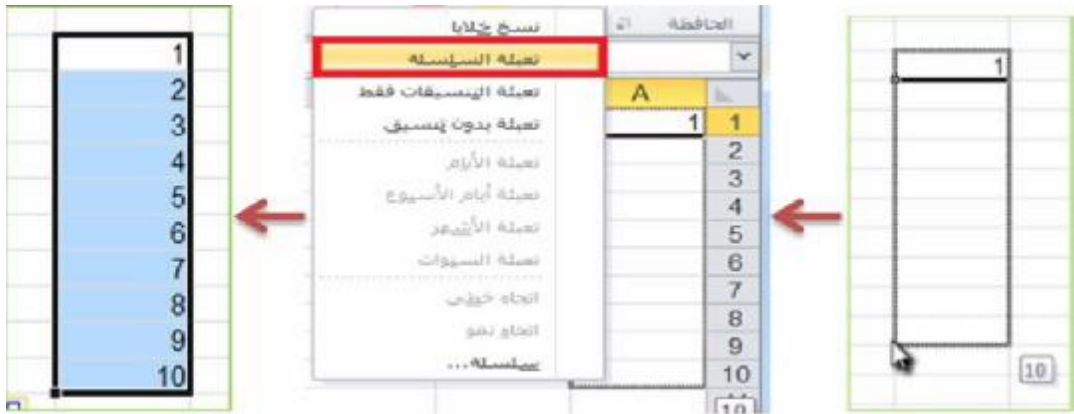 1
10
الحافظة
A
1
1
2
3
4
5
6
7
8
9
10
نسخ خلايا
تعبئة السلسلة
تعبئة التنسيقات فقط
تعبئة بدون تنسيق
تعبئة الأيام
تعبئة أيام الأسبوع
تعبئة الأشهر
تعبئة السنوات
اتجاه خطي
اتجاه نمو
سلسلة...
1
2
3
4
5
6
7
8
9
10